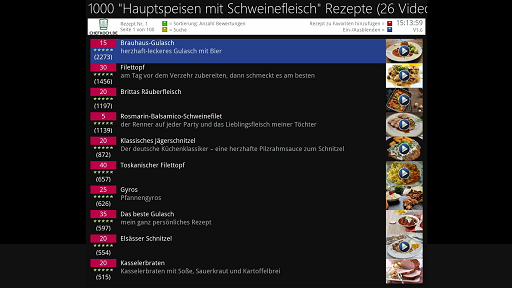 1000 "Hauptspeisen mit Schweinefleisch" Rezepte (26 Vide
CHEFKOCH.DE
Rezept Nr. 1
Seite 1 von 100
= Sortierung: Anzahl Bewertungen
= Suche
Rezept zu Favoriten hinzufügen =
Ein-/Ausblenden =
15:13:59
V1.6
15
(2273)
Brauhaus-Gulasch
herzhaft-leckeres Gulasch mit Bier
30
(1456)
Filettopf
am Tag vor dem Verzehr zubereiten, dann schmeckt es am besten
20
(1197)
Brittas Räuberfleisch
5
(1139)
Rosmarin-Balsamico-Schweinefilet
der Renner auf jeder Party und das Lieblingsfleisch meiner Töchter
20
(872)
Klassisches Jägerschnitzel
Der deutsche Küchenklassiker – eine herzhafte Pilzrahmsauce zum Schnitzel
40
(657)
Toskanischer Filettopf
25
(626)
Gyros
Pfannengyros
35
(597)
Das beste Gulasch
mein ganz persönliches Rezept
20
(554)
Elsässer Schnitzel
20
(515)
Kasselerbraten
Kasselerbraten mit Soße, Sauerkraut und Kartoffelbrei